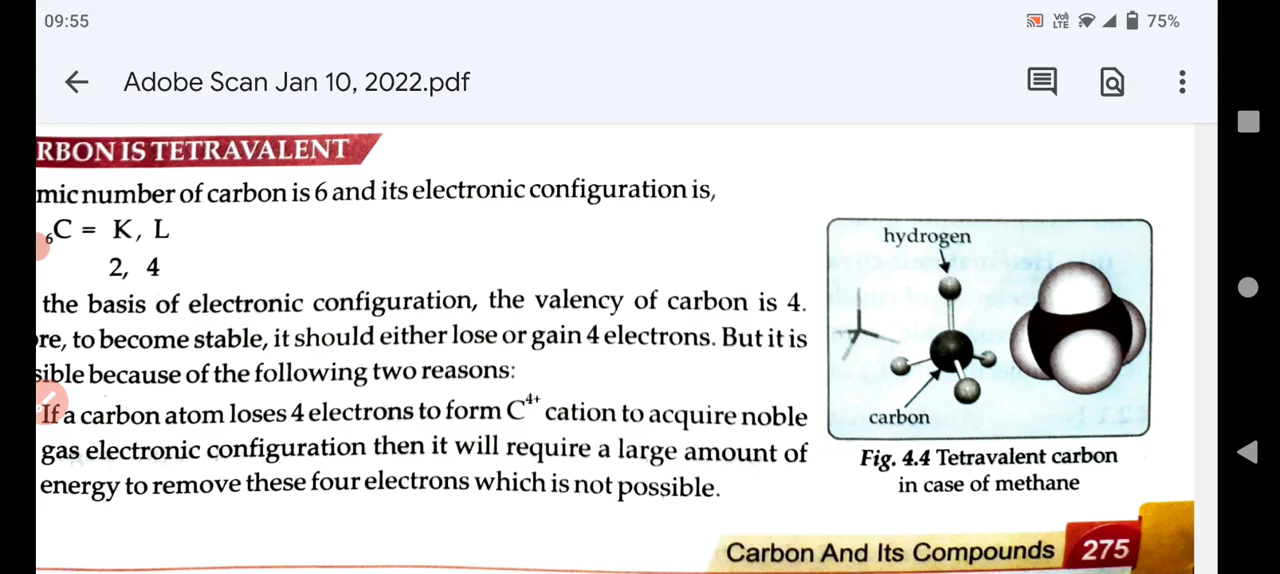 09:55
Vo) LTE
75%
Adobe Scan Jan 10, 2022.pdf
RBON IS TETRAVALENT
mic number of carbon is 6 and its electronic configuration is,
₆C = K, L
2, 4
the basis of electronic configuration, the valency of carbon is 4.
re, to become stable, it should either lose or gain 4 electrons. But it is
sible because of the following two reasons:
If a carbon atom loses 4 electrons to form C⁴⁺ cation to acquire noble
gas electronic configuration then it will require a large amount of
energy to remove these four electrons which is not possible.
hydrogen
carbon
Fig. 4.4 Tetravalent carbon
in case of methane
Carbon And Its Compounds 275